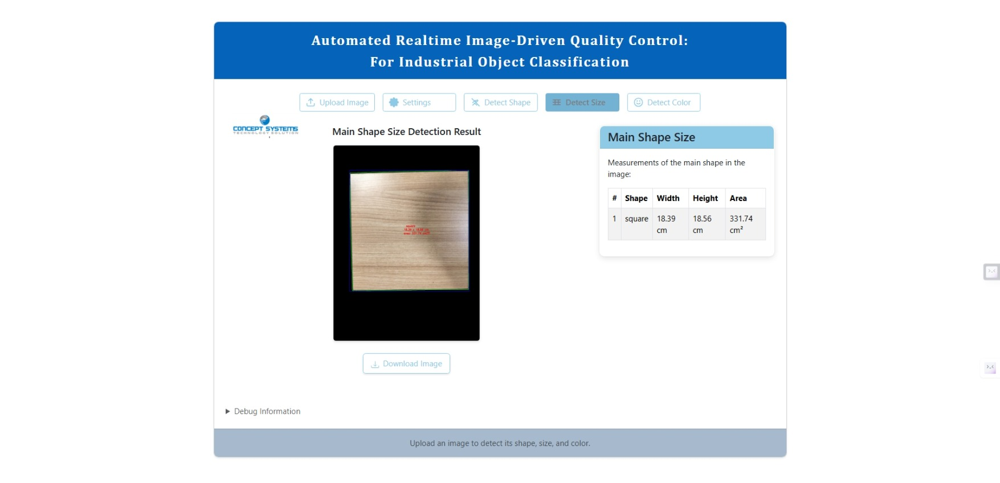 Automated Realtime Image-Driven Quality Control:
For Industrial Object Classification
Upload Image
Settings
Detect Shape
Detect Size
Detect Color
CONCEPT SYSTEMS
TECHNOLOGY SOLUTION
Main Shape Size Detection Result
square
Download Image
Main Shape Size
Measurements of the main shape in the
image:
# Shape Width Height Area
1 square 18.39 18.56 331.74
cm cm cm²
Debug Information
Upload an image to detect its shape, size, and color.